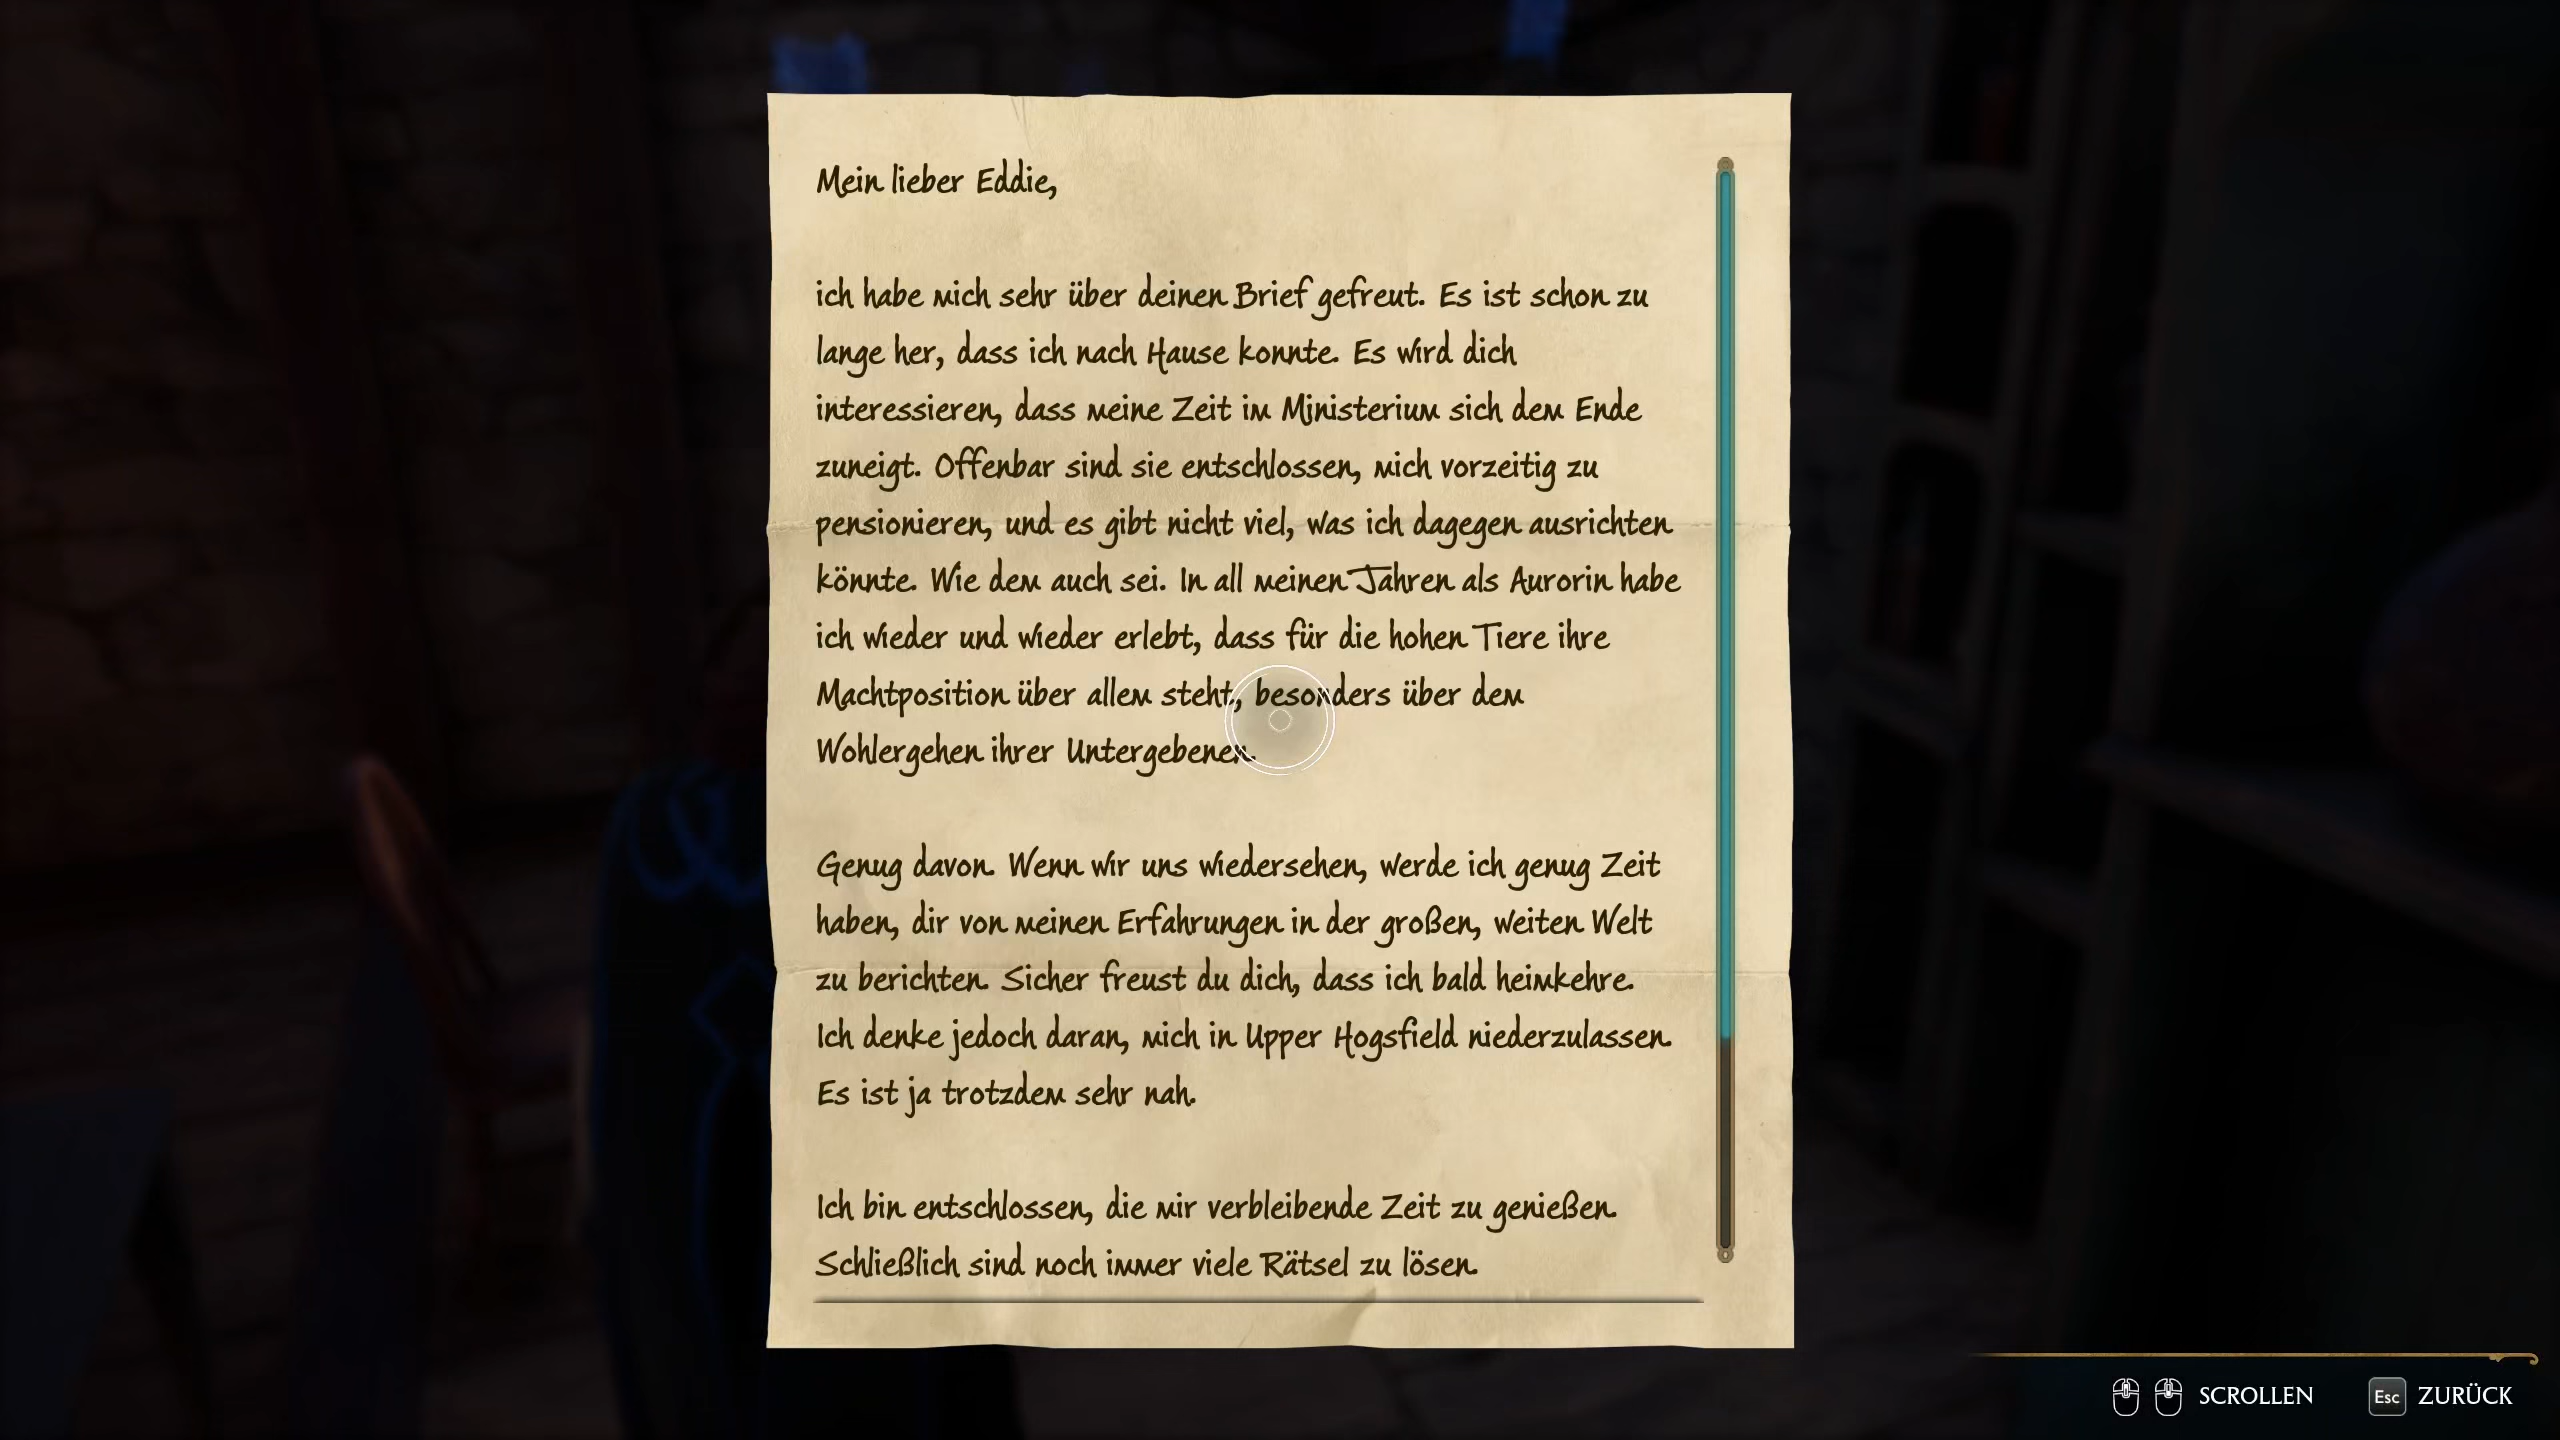 Mein lieber Eddie,
ich habe mich sehr über deinen Brief gefreut. Es ist schon zu
lange her, dass ich nach Hause konnte. Es wird dich
interessieren, dass meine Zeit im Ministerium sich dem Ende
zuneigt. Offenbar sind sie entschlossen, mich vorzeitig zu
pensionieren, und es gibt nicht viel, was ich dagegen ausrichten
könnte. Wie dem auch sei. In all meinen Jahren als Aurorin habe
ich wieder und wieder erlebt, dass für die hohen Tiere ihre
Machtposition über allem steht, besonders über dem
Wohlergehen ihrer Untergebenen.
Genug davon. Wenn wir uns wiedersehen, werde ich genug Zeit
haben, dir von meinen Erfahrungen in der großen, weiten Welt
zu berichten. Sicher freust du dich, dass ich bald heimkehre.
Ich denke jedoch daran, mich in Upper Hogsfield niederzulassen.
Es ist ja trotzdem sehr nah.
Ich bin entschlossen, die mir verbleibende Zeit zu genießen.
Schließlich sind noch immer viele Rätsel zu lösen.
SCROLLEN Esc ZURÜCK